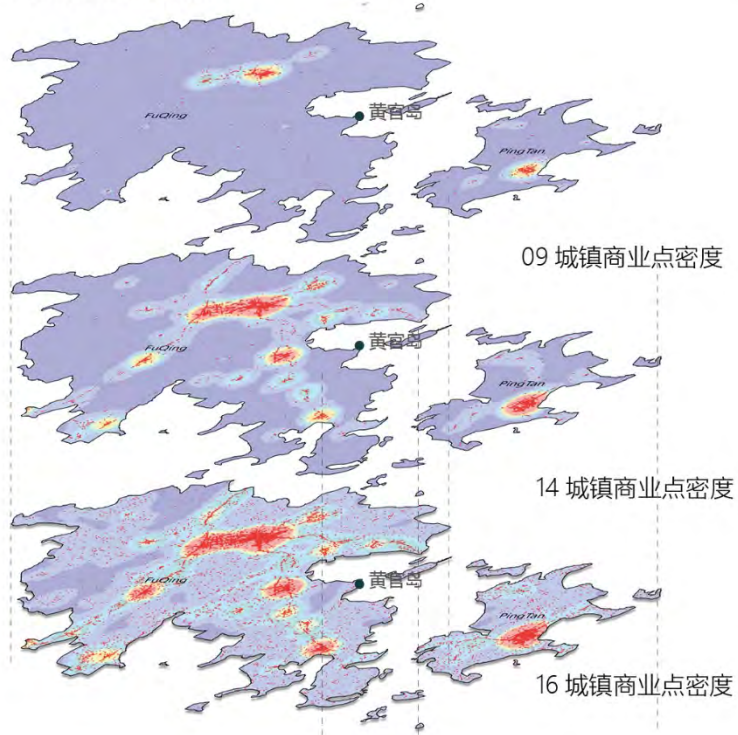 黄官岛
FuQing
PingTan
09 城镇商业点密度
黄官岛
FuQing
PingTan
14 城镇商业点密度
黄官岛
FuQing
PingTan
16 城镇商业点密度